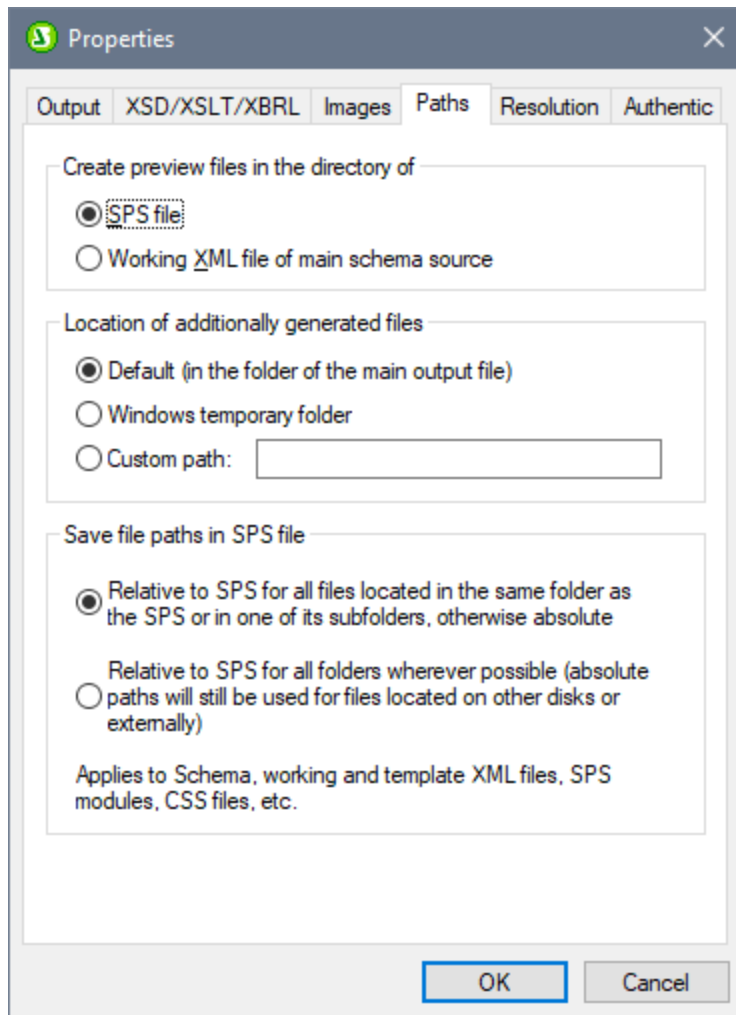 Properties
Output XSD/XSLT/XBRL Images Paths Resolution Authentic
Create preview files in the directory of
SPS file
Working XML file of main schema source
Location of additionally generated files
Default (in the folder of the main output file)
Windows temporary folder
Custom path:
Save file paths in SPS file
Relative to SPS for all files located in the same folder as
the SPS or in one of its subfolders, otherwise absolute
Relative to SPS for all folders wherever possible (absolute
paths will still be used for files located on other disks or
externally)
Applies to Schema, working and template XML files, SPS
modules, CSS files, etc.
OK Cancel